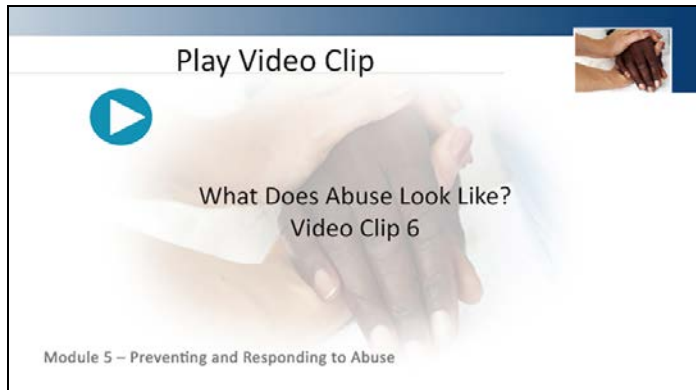 Play Video Clip
What Does Abuse Look Like?
Video Clip 6
Module 5 – Preventing and Responding to Abuse